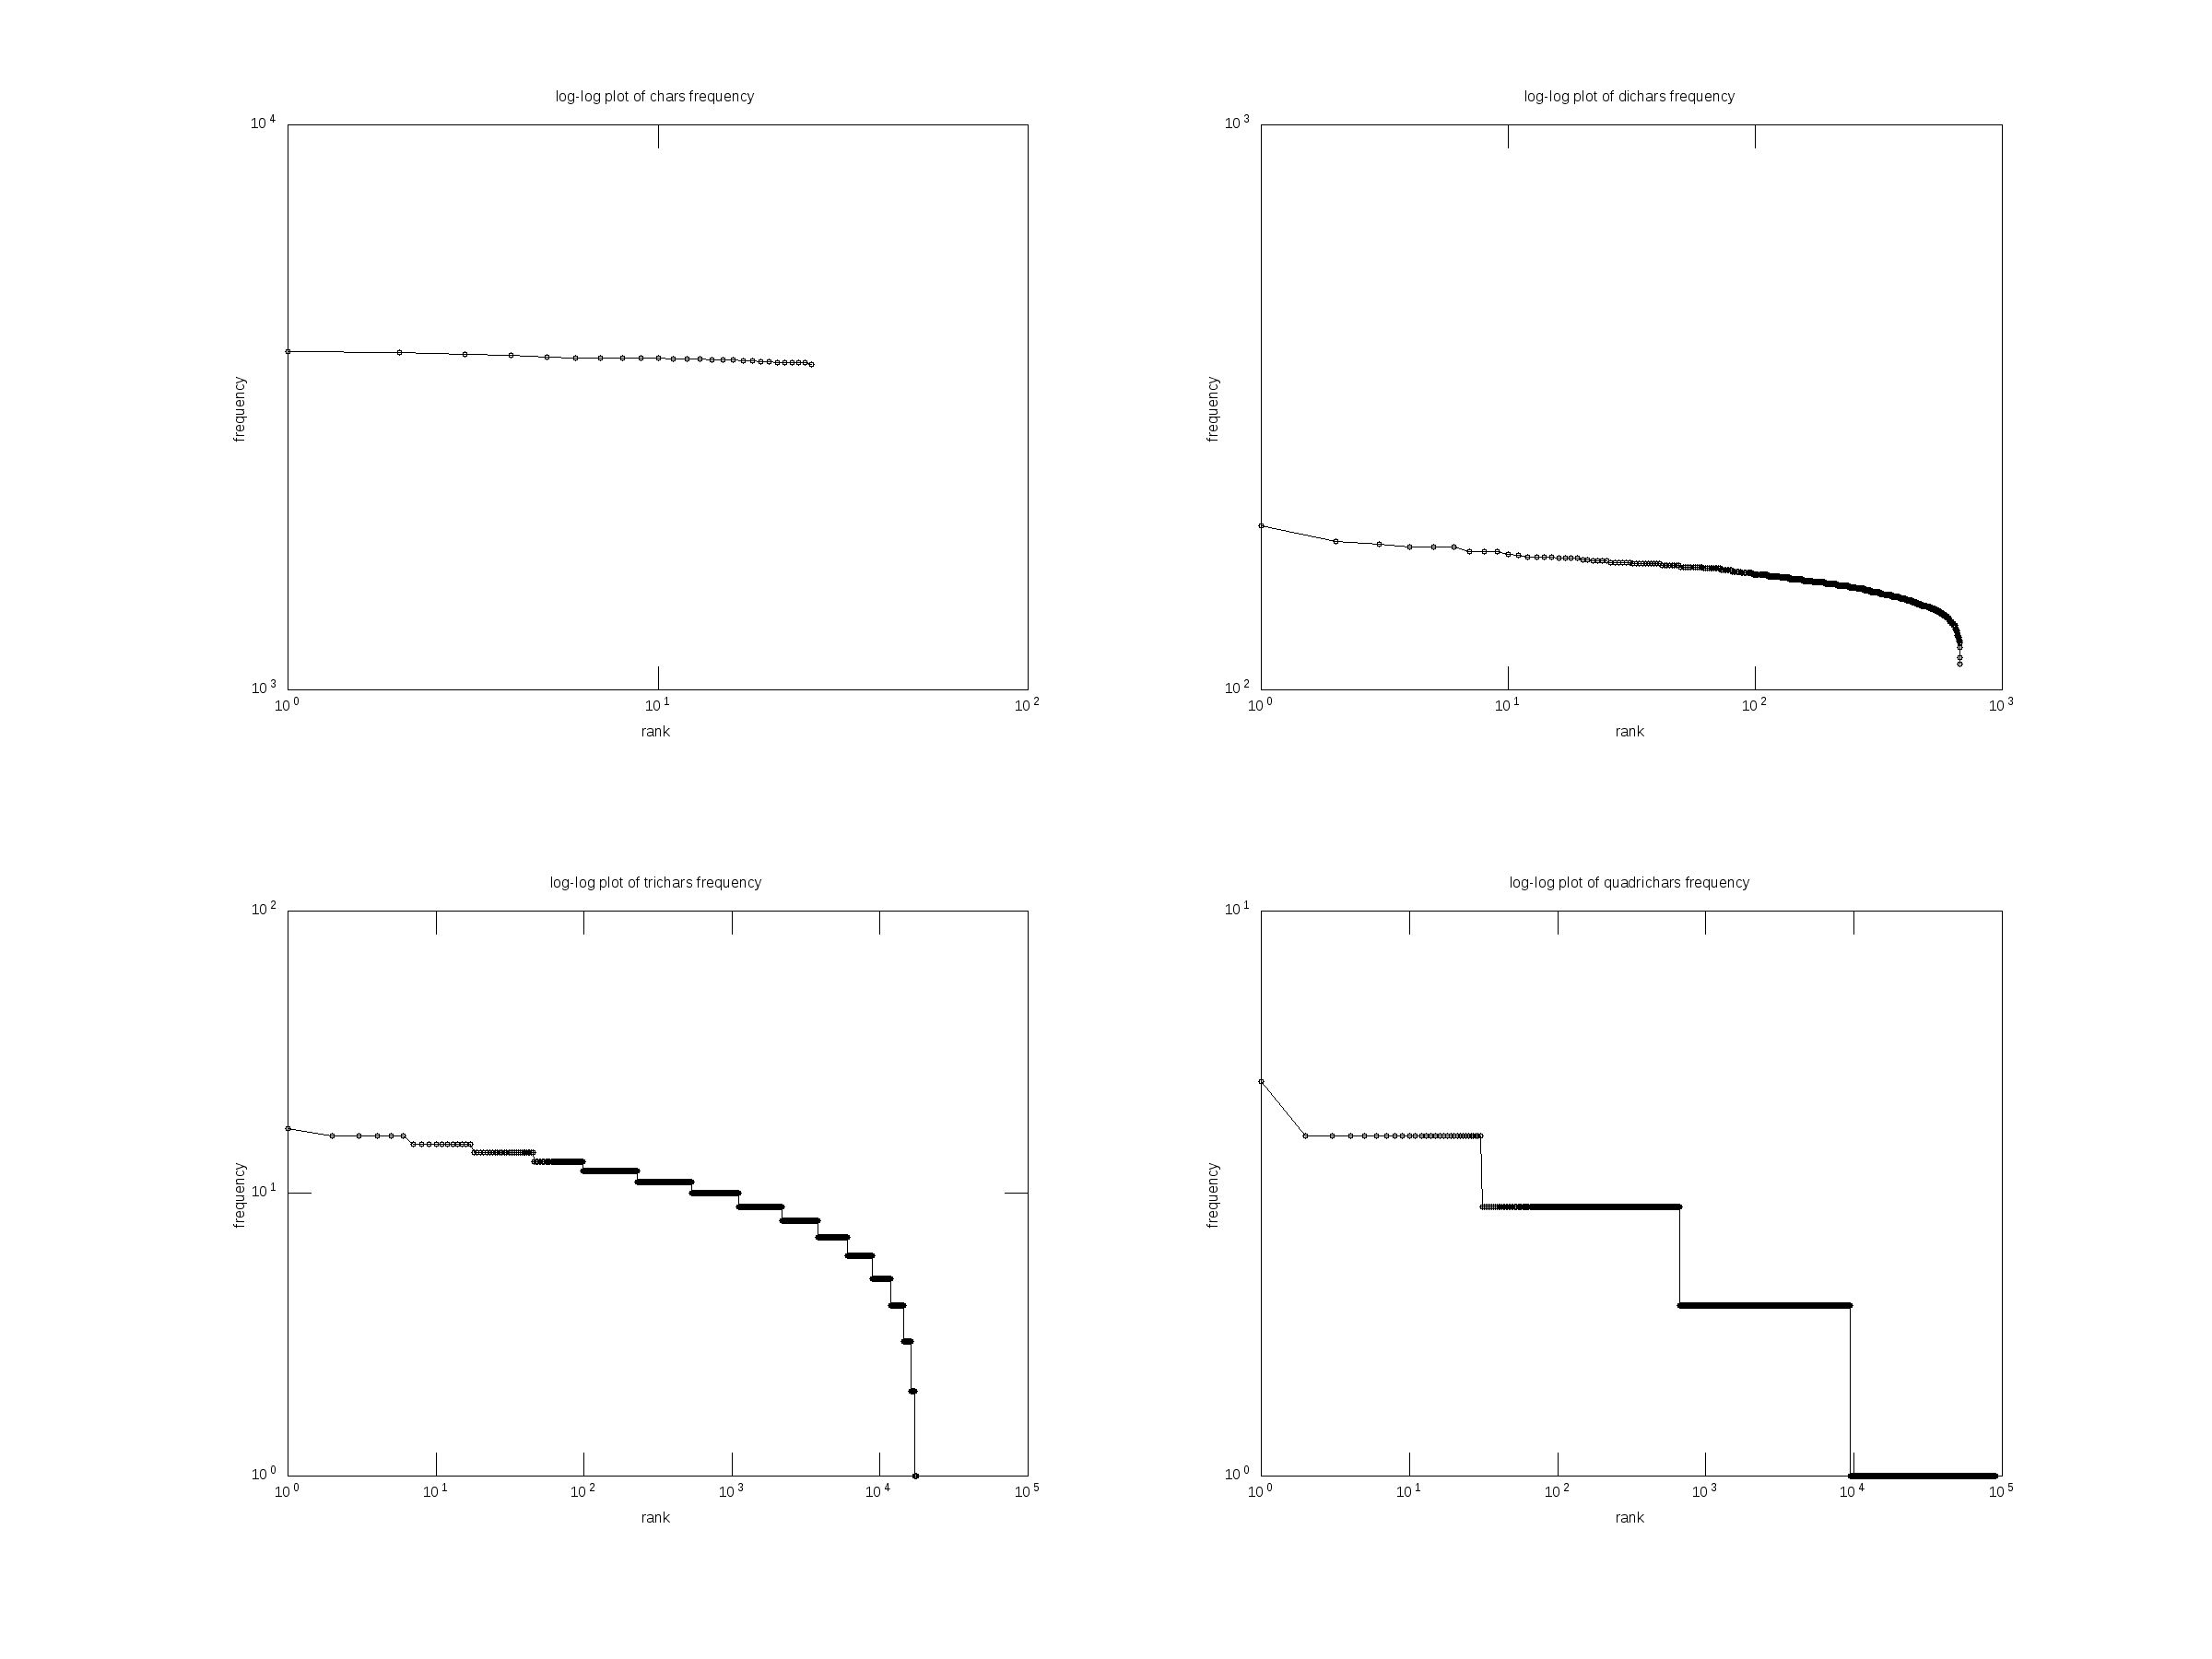 log-log plot of chars frequency
10^4
frequency
10^3
10^0 10^1 10^2
rank
log-log plot of dichars frequency
10^3
frequency
10^2
10^0 10^1 10^2 10^3
rank
log-log plot of trichars frequency
10^2
10^1
frequency
10^0
10^0 10^1 10^2 10^3 10^4 10^5
rank
log-log plot of quadrichars frequency
10^1
frequency
10^0
10^0 10^1 10^2 10^3 10^4 10^5
rank